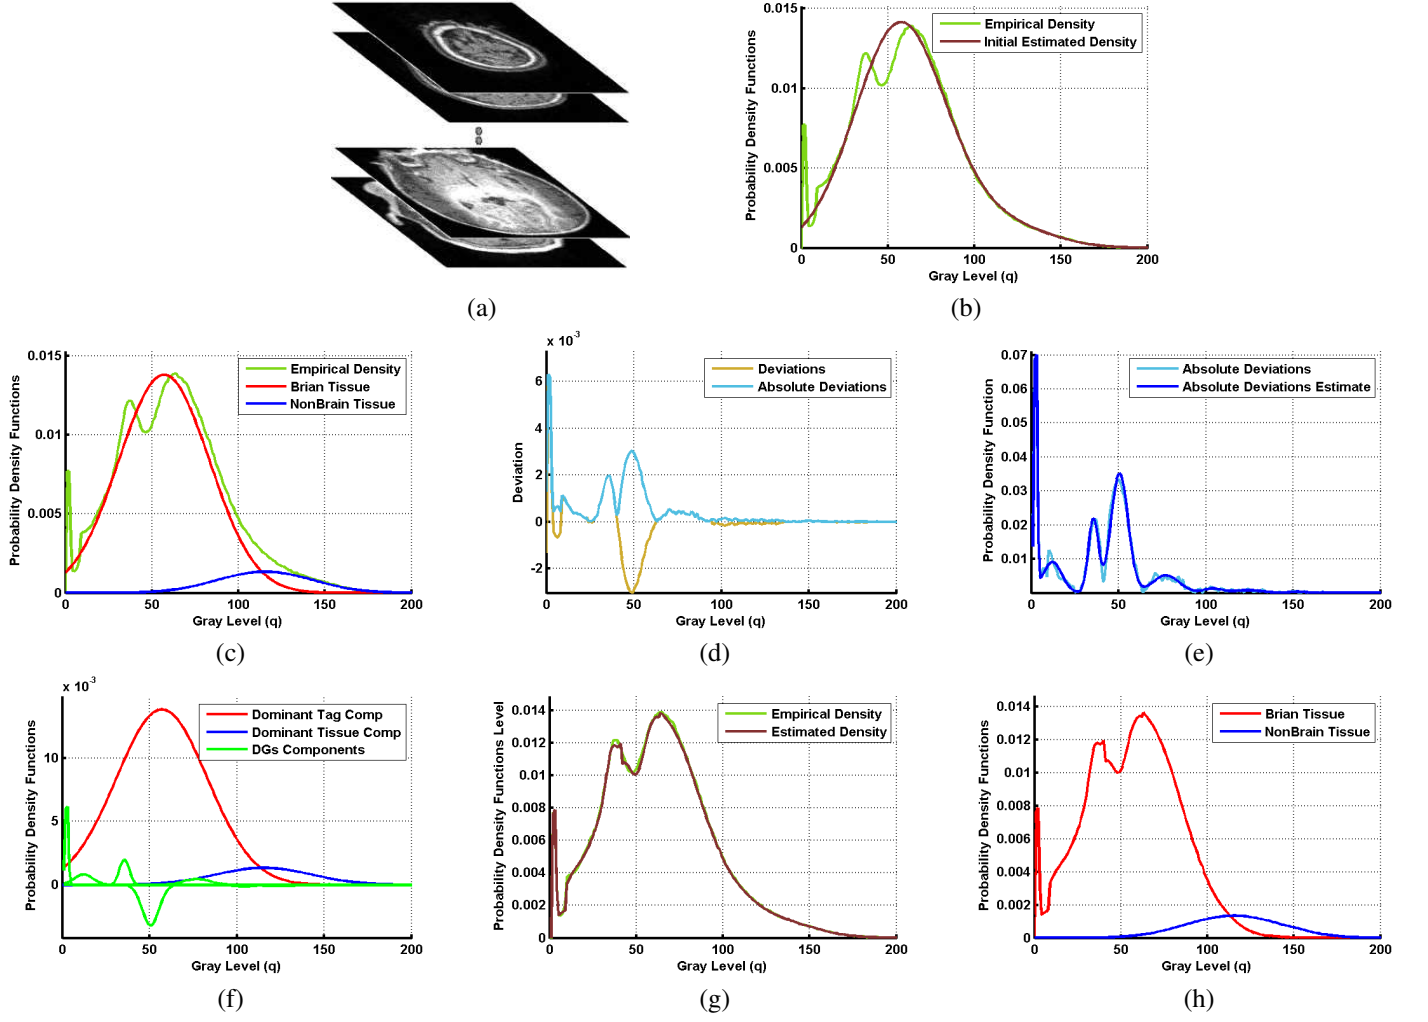 (a)
0.015
0.01
0.005
0
Probability Density Functions
Empirical Density
Initial Estimated Density
0
50
100
150
200
Gray Level (q)
(b)
0.015
0.01
0.005
0
Probability Density Functions
Empirical Density
Brian Tissue
NonBrain Tissue
0
50
100
150
200
Gray Level (q)
(c)
x 10⁻³
6
4
2
0
-2
Deviation
Deviations
Absolute Deviations
0
50
100
150
200
Gray Level (q)
(d)
0.07
0.06
0.05
0.04
0.03
0.02
0.01
Probability Density Function
Absolute Deviations
Absolute Deviations Estimate
0
50
100
150
200
Gray Level (q)
(e)
x 10⁻³
10
5
0
Probability Density Functions
Dominant Tag Comp
Dominant Tissue Comp
DGs Components
0
50
100
150
200
Gray Level (q)
(f)
0.014
0.012
0.01
0.008
0.006
0.004
0.002
0
Probability Density Functions Level
Empirical Density
Estimated Density
0
50
100
150
200
Gray Level (q)
(g)
0.014
0.012
0.01
0.008
0.006
0.004
0.002
0
Probability Density Functions
Brian Tissue
NonBrain Tissue
0
50
100
150
200
Gray Level (q)
(h)